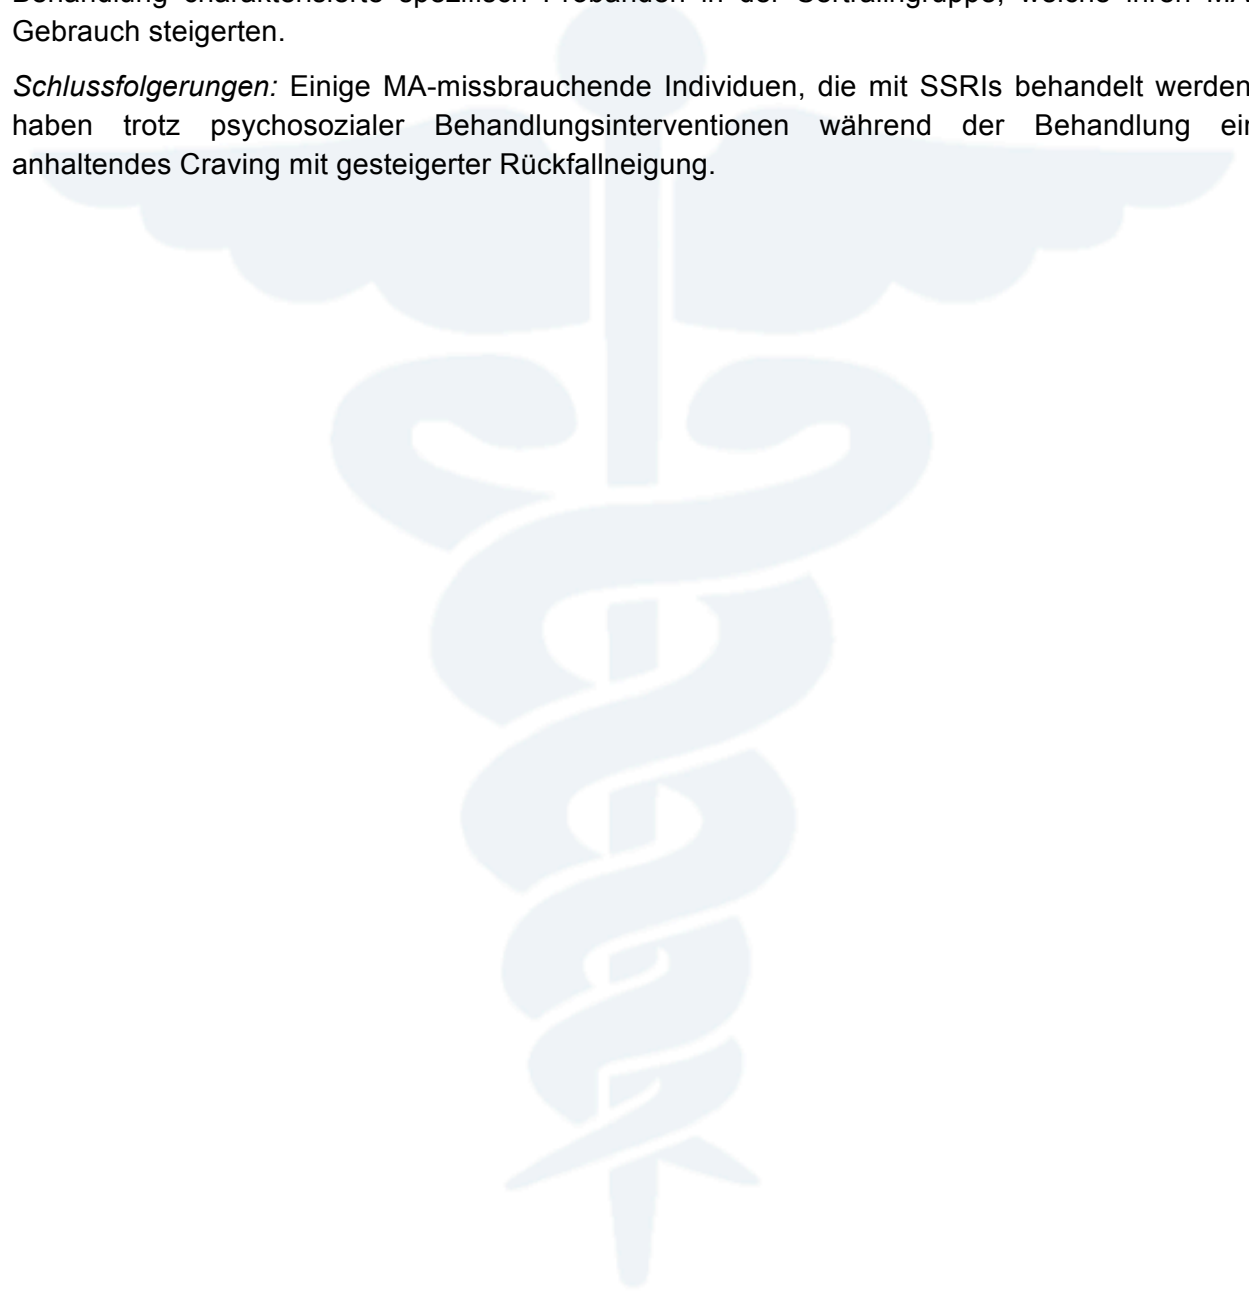 Gebrauch steigerten.
Schlussfolgerungen: Einige MA-missbrauchende Individuen, die mit SSRIs behandelt werden
haben trotz psychosozialer Behandlungsinterventionen während der Behandlung ein
anhaltendes Craving mit gesteigerter Rückfallneigung.